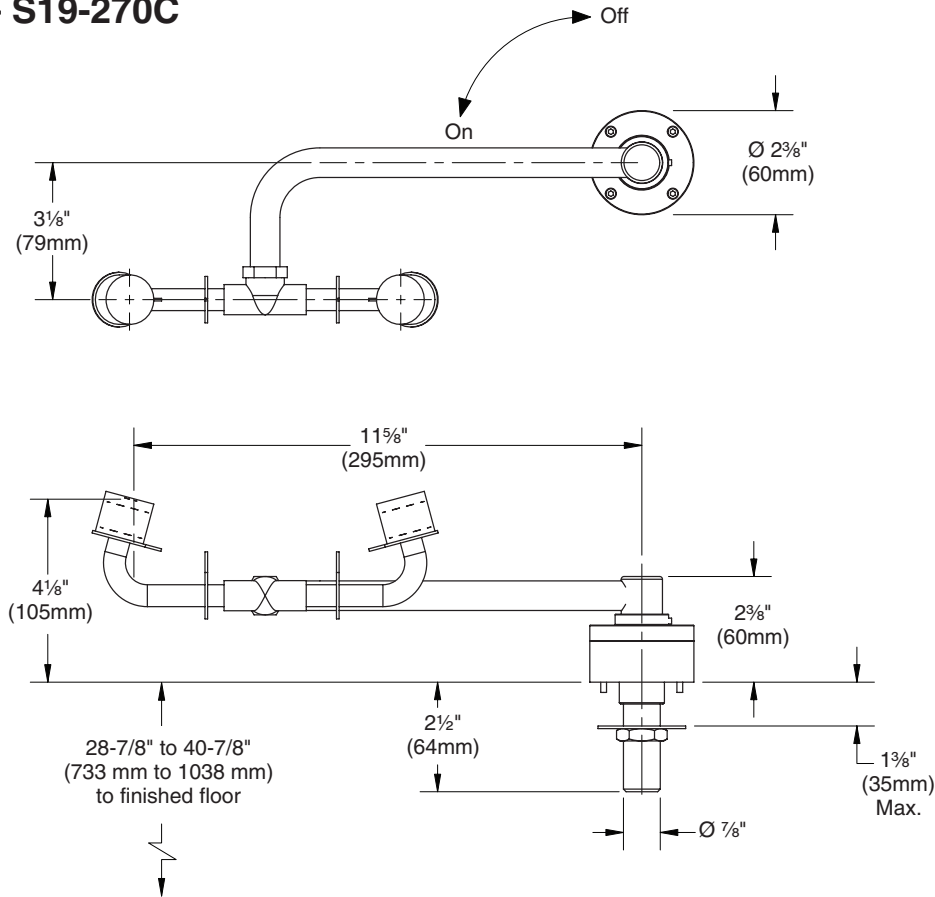 - S19-270C
Off
On
Ø 2⅜"
(60mm)
3⅛"
(79mm)
11⅝"
(295mm)
4⅛"
(105mm)
2⅜"
(60mm)
2½"
(64mm)
28-7/8" to 40-7/8"
(733 mm to 1038 mm)
to finished floor
1⅜"
(35mm)
Max.
Ø ⅞"